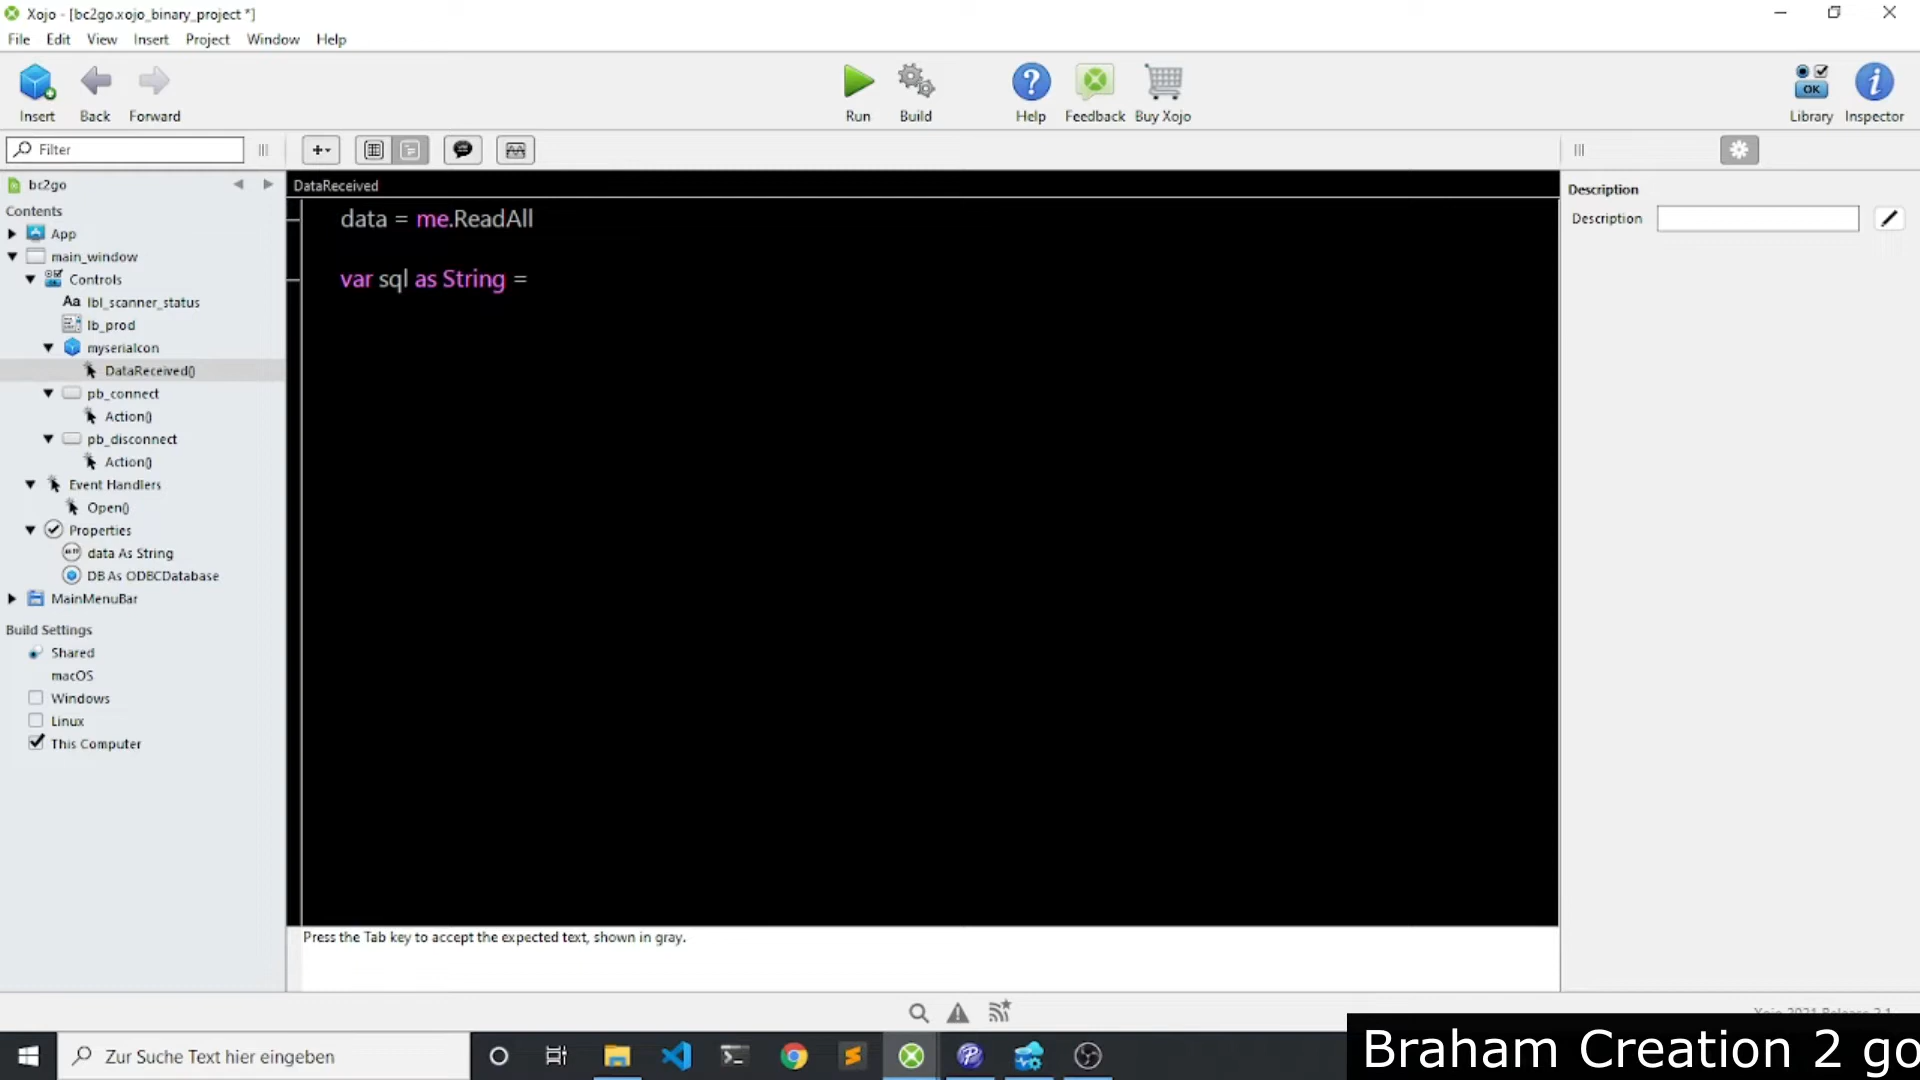 Xojo - [bc2go.xojo_binary_project *]
File Edit View Insert Project Window Help
Insert Back Forward Run Build Help Feedback Buy Xojo OK Library Inspector
Filter
bc2go
DataReceived
Contents
App
main_window
Controls
Aa lbl_scanner_status
lb_prod
myserialcon
DataReceived()
pb_connect
Action()
pb_disconnect
Action()
Event Handlers
Open()
Properties
data As String
DB As ODBCDatabase
MainMenuBar
Build Settings
Shared
macOS
Windows
Linux
This Computer
data = me.ReadAll
var sql as String =
Press the Tab key to accept the expected text, shown in gray.
Description
Description
Zur Suche Text hier eingeben
Braham Creation 2 go